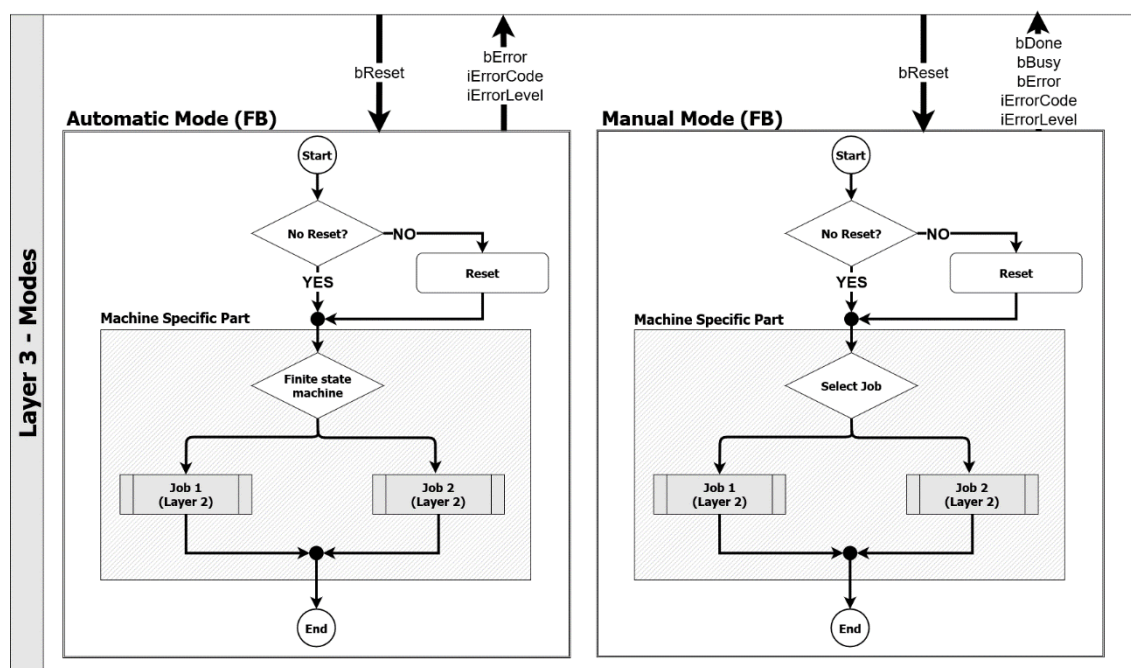 Layer 3 - Modes
bReset
bError
iErrorCode
iErrorLevel
Automatic Mode (FB)
Start
No Reset?
NO
Reset
YES
Machine Specific Part
Finite state
machine
Job 1
(Layer 2)
Job 2
(Layer 2)
End
bReset
bDone
bBusy
bError
iErrorCode
iErrorLevel
Manual Mode (FB)
Start
No Reset?
NO
Reset
YES
Machine Specific Part
Select Job
Job 1
(Layer 2)
Job 2
(Layer 2)
End